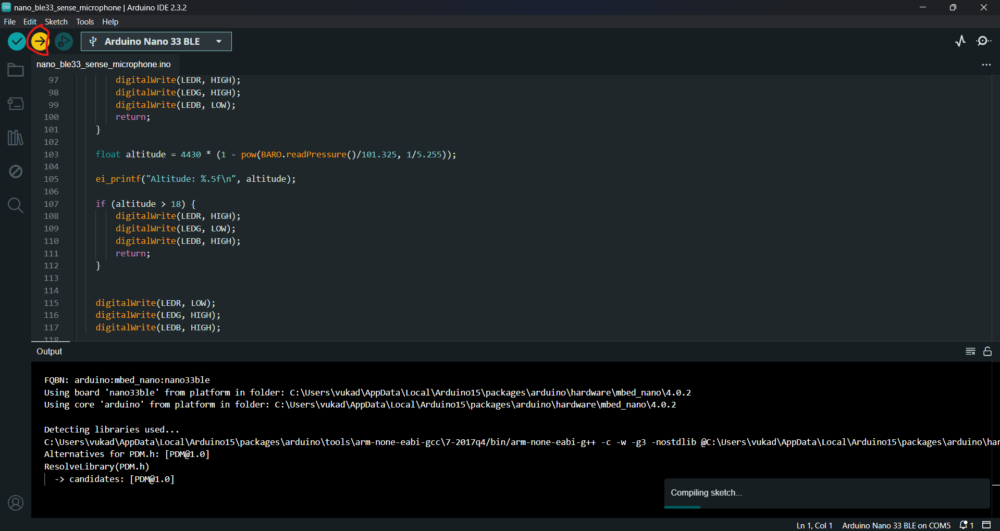 nano_ble33_sense_microphone | Arduino IDE 2.3.2
File Edit Sketch Tools Help
Arduino Nano 33 BLE
nano_ble33_sense_microphone.ino
97 digitalWrite(LEDR, HIGH);
98 digitalWrite(LEDG, HIGH);
99 digitalWrite(LEDB, LOW);
100 return;
101 }
102
103 float altitude = 4430 * (1 - pow(BARO.readPressure()/101.325, 1/5.255));
104
105 ei_printf("Altitude: %.5f\n", altitude);
106
107 if (altitude > 18) {
108 digitalWrite(LEDR, HIGH);
109 digitalWrite(LEDG, LOW);
110 digitalWrite(LEDB, HIGH);
111 return;
112 }
113
114
115 digitalWrite(LEDR, LOW);
116 digitalWrite(LEDG, HIGH);
117 digitalWrite(LEDB, HIGH);
118
Output
FQBN: arduino:mbed_nano:nano33ble
Using board 'nano33ble' from platform in folder: C:\Users\vukad\AppData\Local\Arduino15\packages\arduino\hardware\mbed_nano\4.0.2
Using core 'arduino' from platform in folder: C:\Users\vukad\AppData\Local\Arduino15\packages\arduino\hardware\mbed_nano\4.0.2
Detecting libraries used...
C:\Users\vukad\AppData\Local\Arduino15\packages\arduino\tools\arm-none-eabi-gcc\7-2017q4/bin/arm-none-eabi-g++ -c -w -g3 -nostdlib @C:\Users\vukad\AppData\Local\Arduino15\packages\arduino\har
Alternatives for PDM.h: [PDM@1.0]
ResolveLibrary(PDM.h)
-> candidates: [PDM@1.0]
Compiling sketch...
Ln 1, Col 1 Arduino Nano 33 BLE on COM5 1